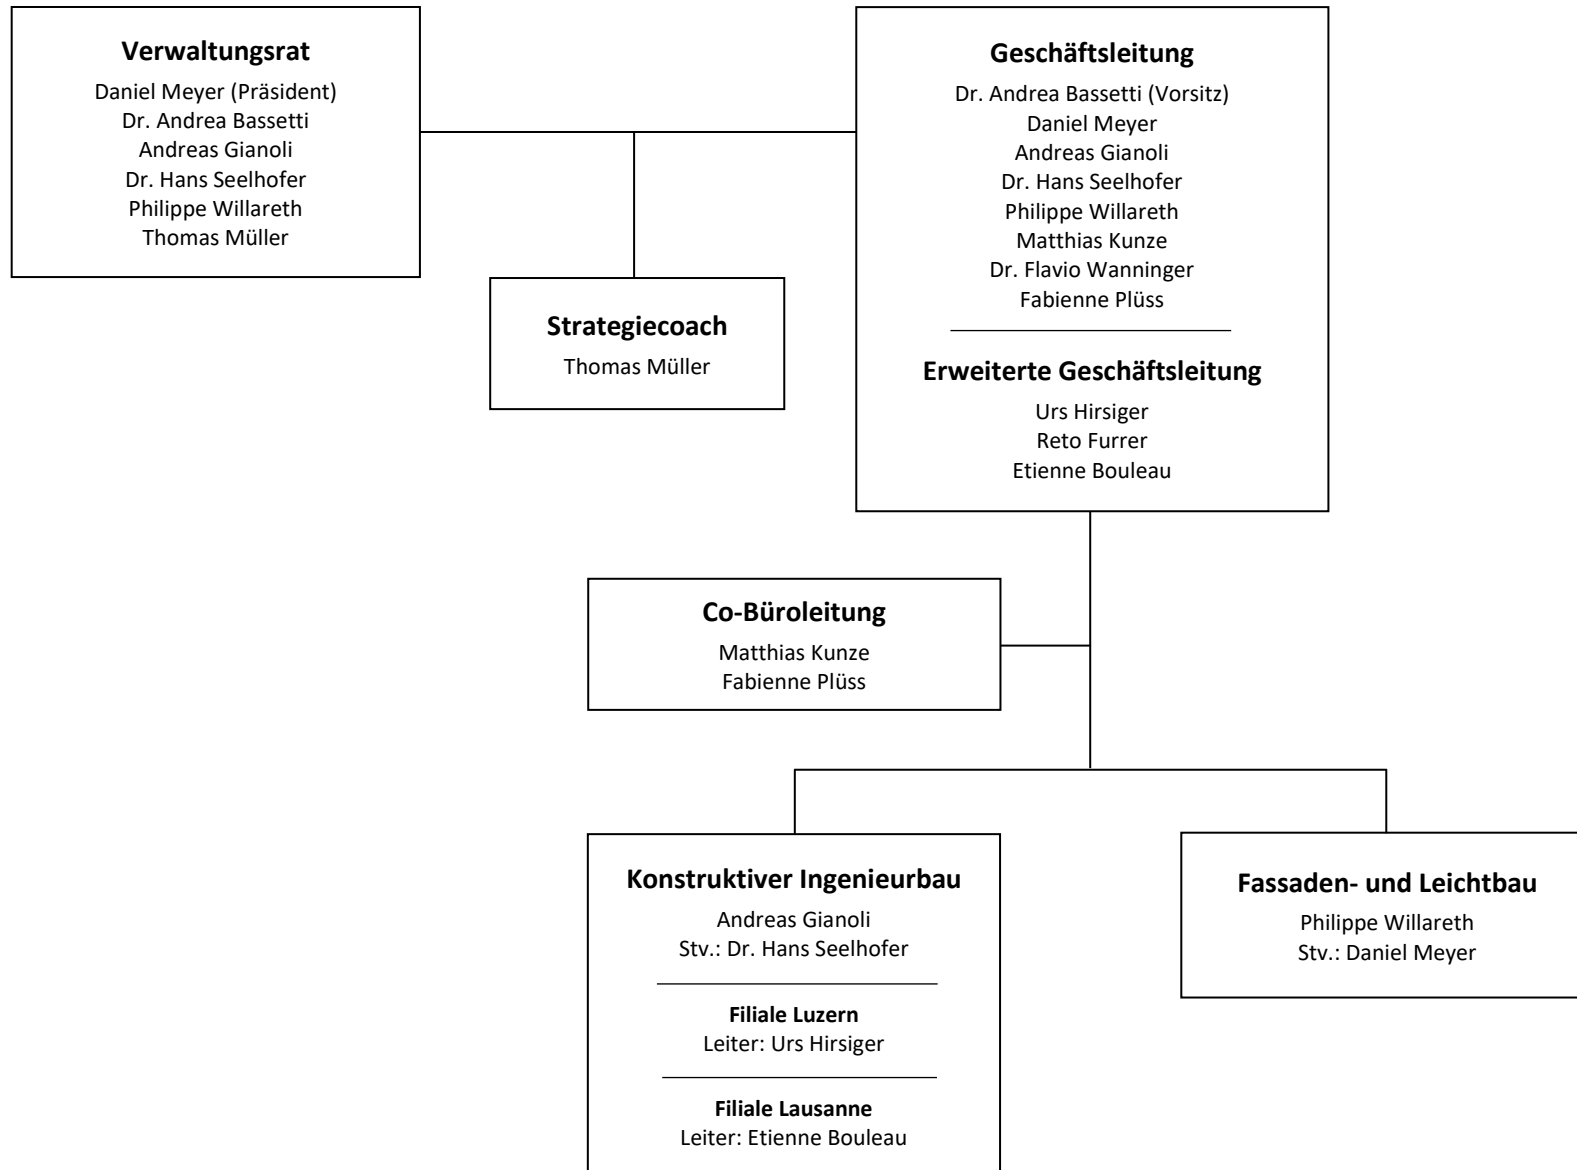 Verwaltungsrat
Daniel Meyer (Präsident)
Dr. Andrea Bassetti
Andreas Gianoli
Dr. Hans Seelhofer
Philippe Willareth
Thomas Müller
Geschäftsleitung
Dr. Andrea Bassetti (Vorsitz)
Daniel Meyer
Andreas Gianoli
Dr. Hans Seelhofer
Philippe Willareth
Matthias Kunze
Dr. Flavio Wanninger
Fabienne Plüss
Erweiterte Geschäftsleitung
Urs Hirsiger
Reto Furrer
Etienne Bouleau
Strategiecoach
Thomas Müller
Co-Büroleitung
Matthias Kunze
Fabienne Plüss
Konstruktiver Ingenieurbau
Andreas Gianoli
Stv.: Dr. Hans Seelhofer
Filiale Luzern
Leiter: Urs Hirsiger
Filiale Lausanne
Leiter: Etienne Bouleau
Fassaden- und Leichtbau
Philippe Willareth
Stv.: Daniel Meyer